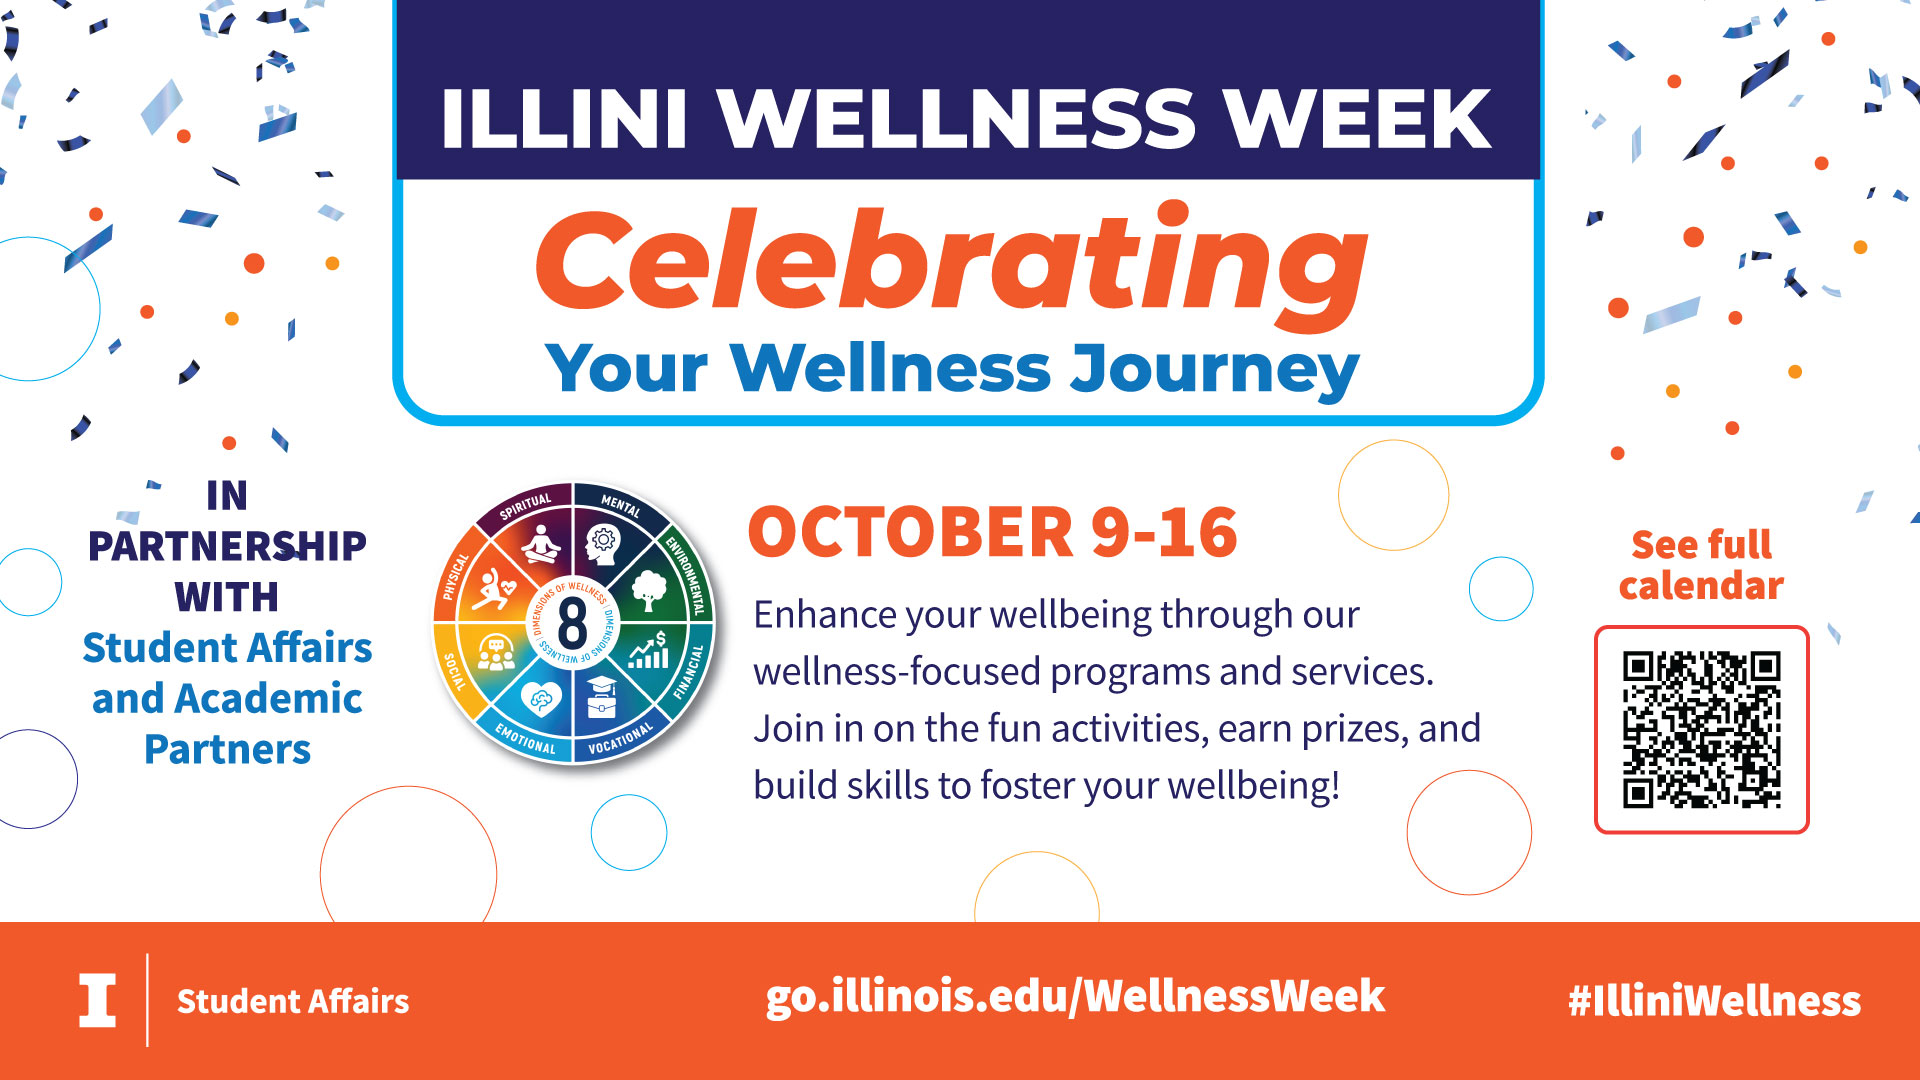 ILLINI WELLNESS WEEK
Celebrating
Your Wellness Journey
IN
PARTNERSHIP
WITH
Student Affairs
and Academic
Partners
SPIRITUAL
MENTAL
ENVIRONMENTAL
FINANCIAL
VOCATIONAL
EMOTIONAL
SOCIAL
PHYSICAL
DIMENSIONS OF WELLNESS | DIMENSIONS OF WELLNESS |
8
$
OCTOBER 9-16
Enhance your wellbeing through our
wellness-focused programs and services.
Join in on the fun activities, earn prizes, and
build skills to foster your wellbeing!
See full
calendar
I
Student Affairs
go.illinois.edu/WellnessWeek
#IlliniWellness